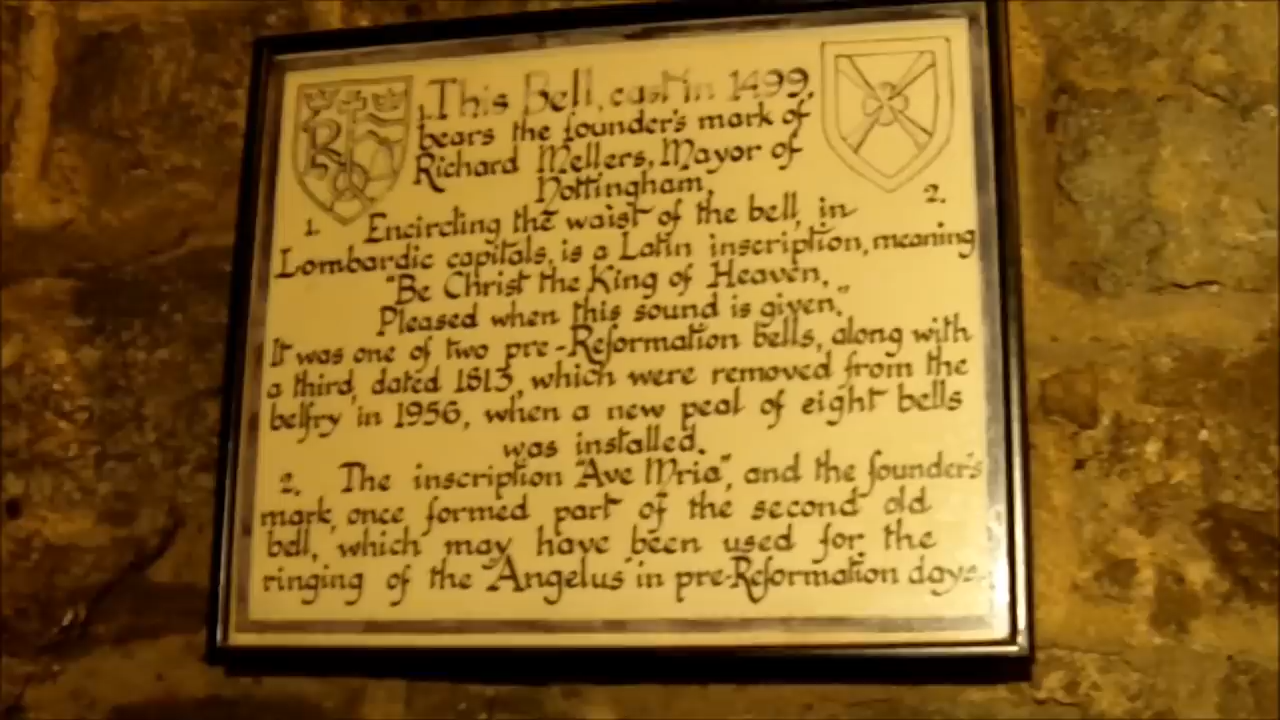 1. This Bell, cast in 1499,
bears the founder's mark of
Richard Mellers, Mayor of
Nottingham.
1. Encircling the waist of the bell, in 2.
Lombardic capitals, is a Latin inscription, meaning
"Be Christ the King of Heaven,
Pleased when this sound is given."
It was one of two pre-Reformation bells, along with
a third, dated 1813, which were removed from the
belfry in 1956, when a new peal of eight bells
was installed.
2. The inscription "Ave Mria", and the founder's
mark, once formed part of the second old
bell, which may have been used for the
ringing of the "Angelus" in pre-Reformation days.